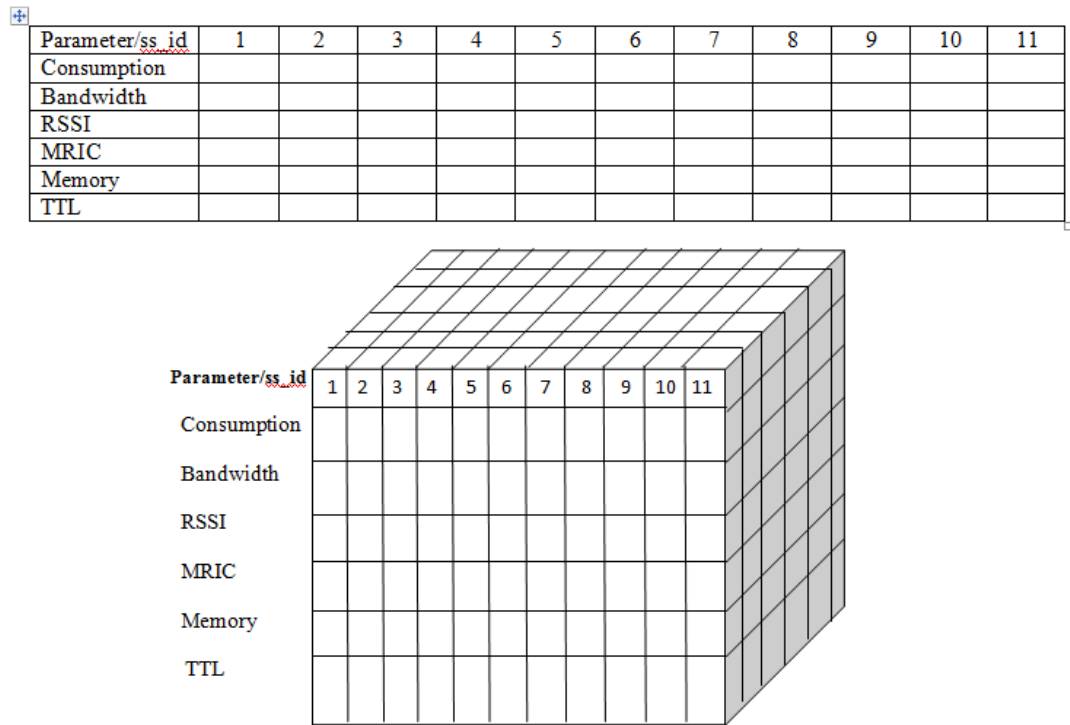 Parameter/ss_id 1 2 3 4 5 6 7 8 9 10 11
Consumption
Bandwidth
RSSI
MRIC
Memory
TTL
Parameter/ss_id 1 2 3 4 5 6 7 8 9 10 11
Consumption
Bandwidth
RSSI
MRIC
Memory
TTL